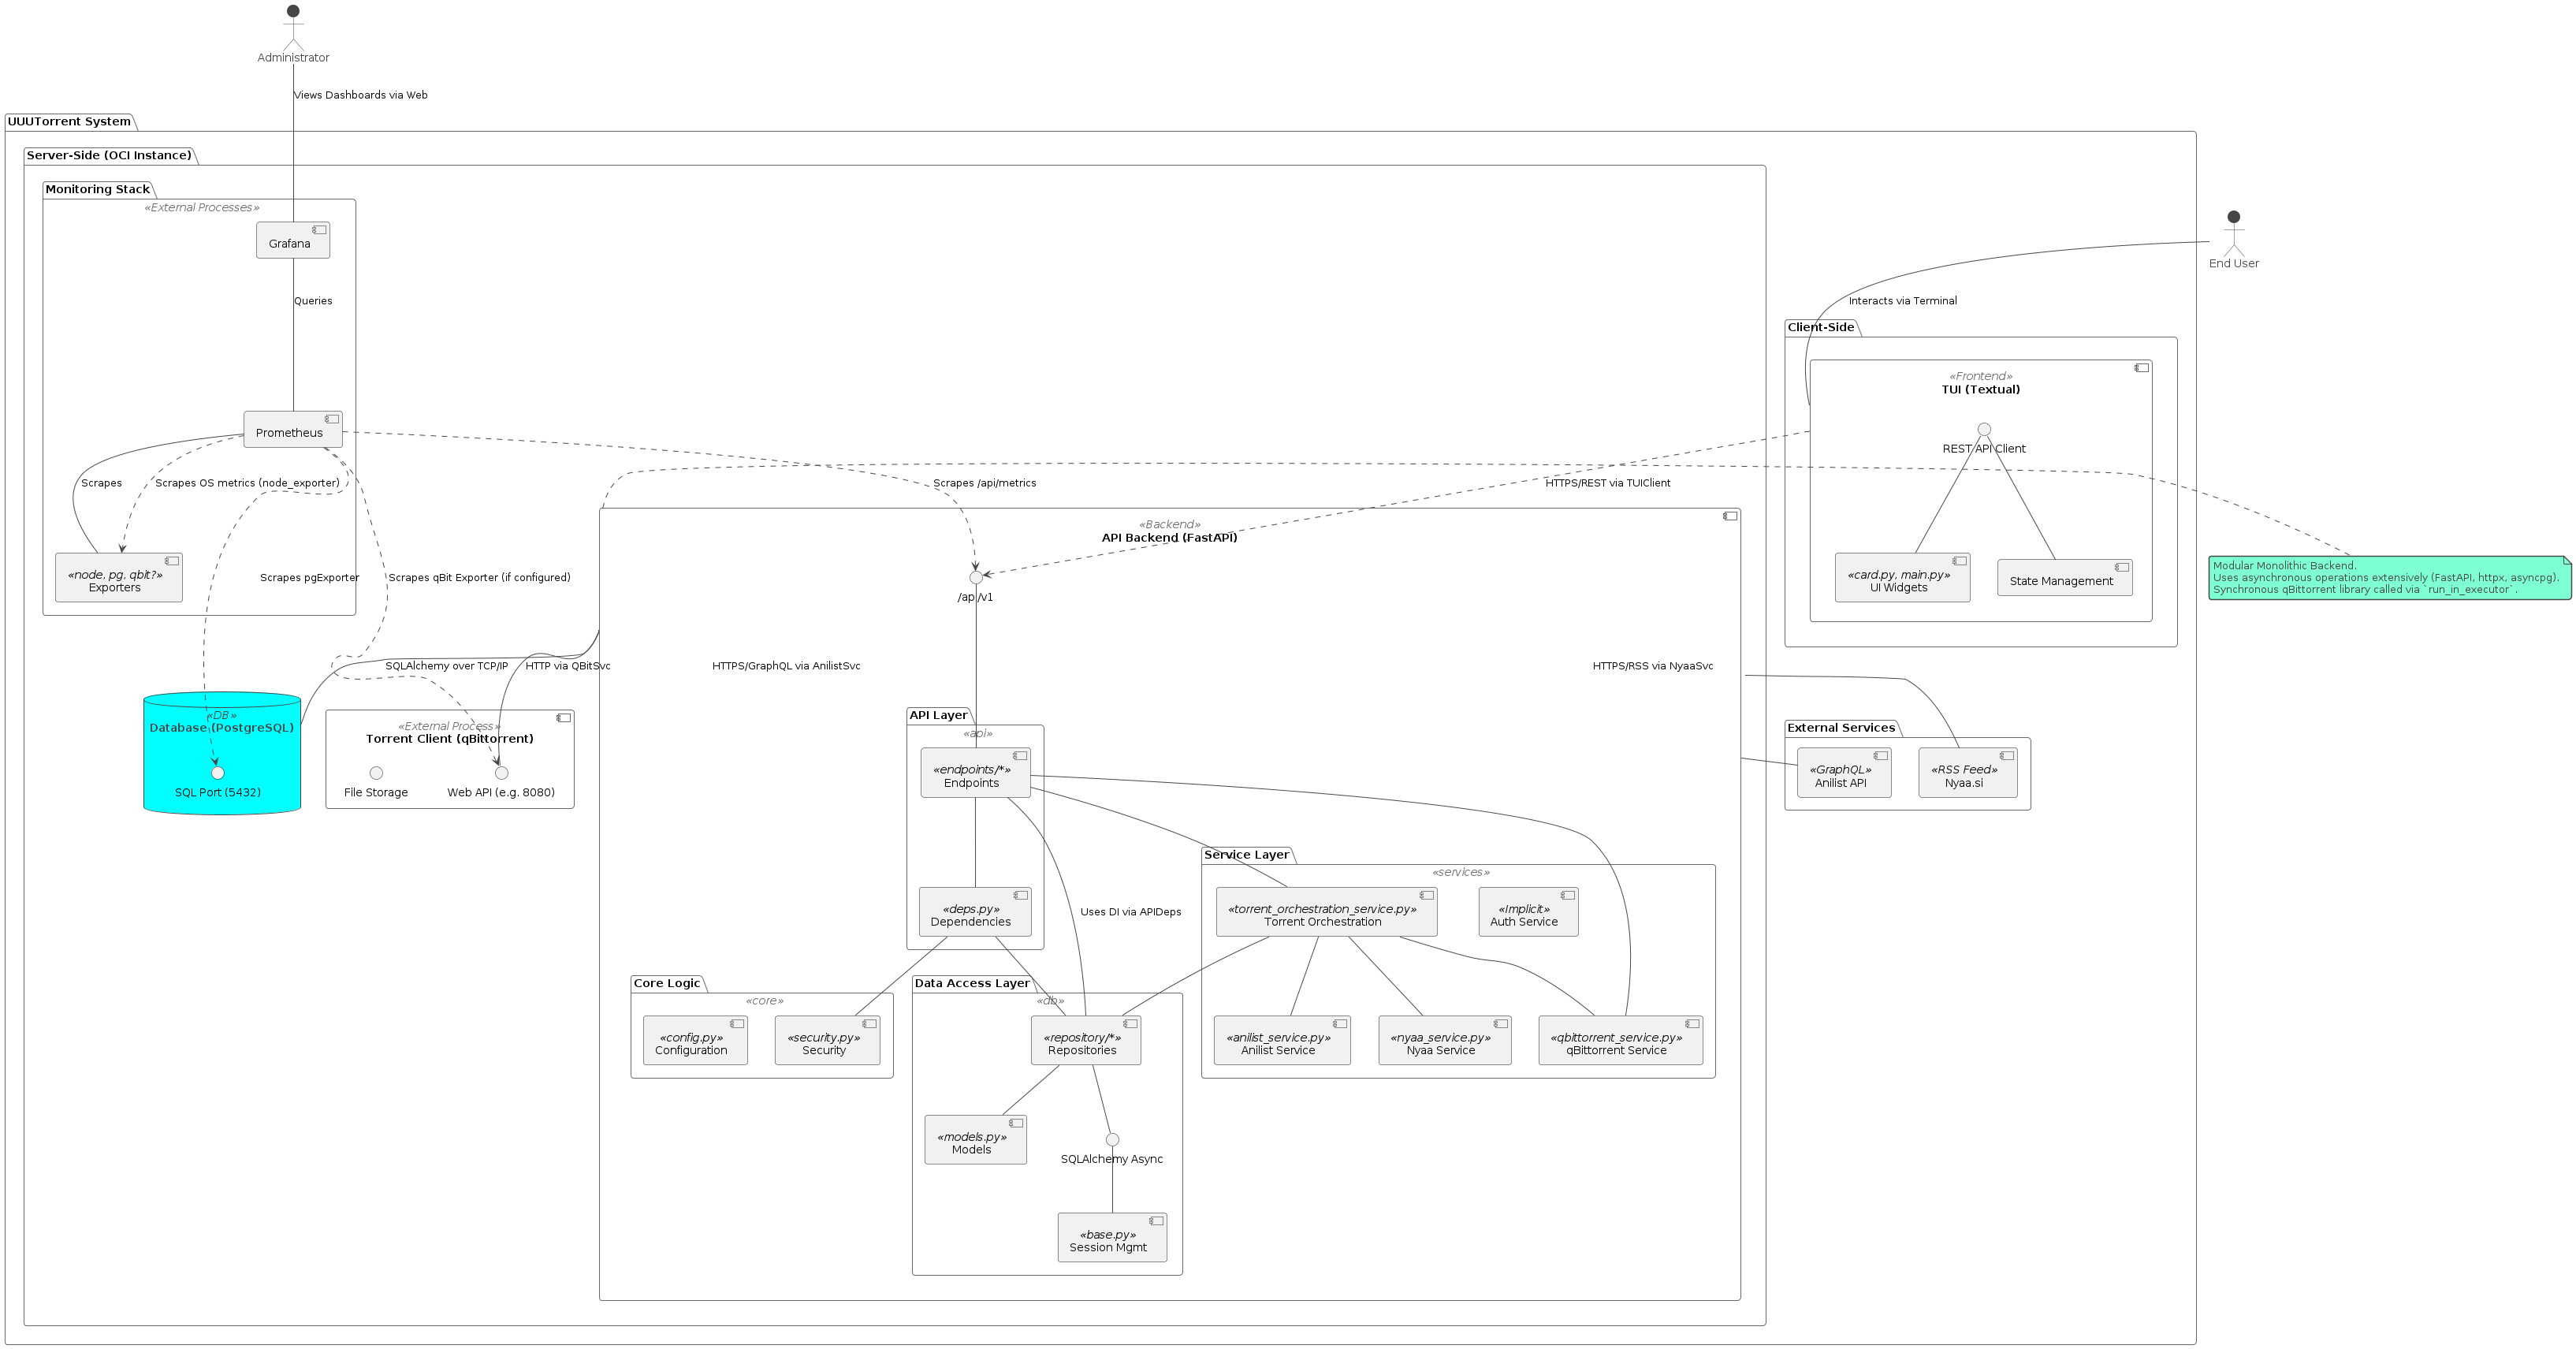 Administrator
Views Dashboards via Web
UUUTorrent System
Server-Side (OCI Instance)
Monitoring Stack
«External Processes»
Grafana
Queries
Prometheus
Scrapes
Scrapes OS metrics (node_exporter)
Scrapes /api/metrics
«node, pg, qbit?»
Exporters
Scrapes pgExporter
Scrapes qBit Exporter (if configured)
End User
Interacts via Terminal
Client-Side
«Frontend»
TUI (Textual)
REST API Client
HTTPS/REST via TUIClient
«card.py, main.py»
UI Widgets
State Management
Modular Monolithic Backend.
Uses asynchronous operations extensively (FastAPI, httpx, asyncpg).
Synchronous qBittorrent library called via `run_in_executor`.
«Backend»
API Backend (FastAPI)
/api/v1
SQLAlchemy over TCP/IP
HTTP via QBitSvc
HTTPS/GraphQL via AnilistSvc
HTTPS/RSS via NyaaSvc
«DB»
Database (PostgreSQL)
SQL Port (5432)
«External Process»
Torrent Client (qBittorrent)
File Storage
Web API (e.g. 8080)
External Services
«GraphQL»
Anilist API
«RSS Feed»
Nyaa.si
API Layer
«api»
«endpoints/*»
Endpoints
«deps.py»
Dependencies
Uses DI via APIDeps
Service Layer
«services»
«torrent_orchestration_service.py»
Torrent Orchestration
«Implicit»
Auth Service
«anilist_service.py»
Anilist Service
«nyaa_service.py»
Nyaa Service
«qbittorrent_service.py»
qBittorrent Service
Core Logic
«core»
«config.py»
Configuration
«security.py»
Security
Data Access Layer
«db»
«repository/*»
Repositories
«models.py»
Models
SQLAlchemy Async
«base.py»
Session Mgmt